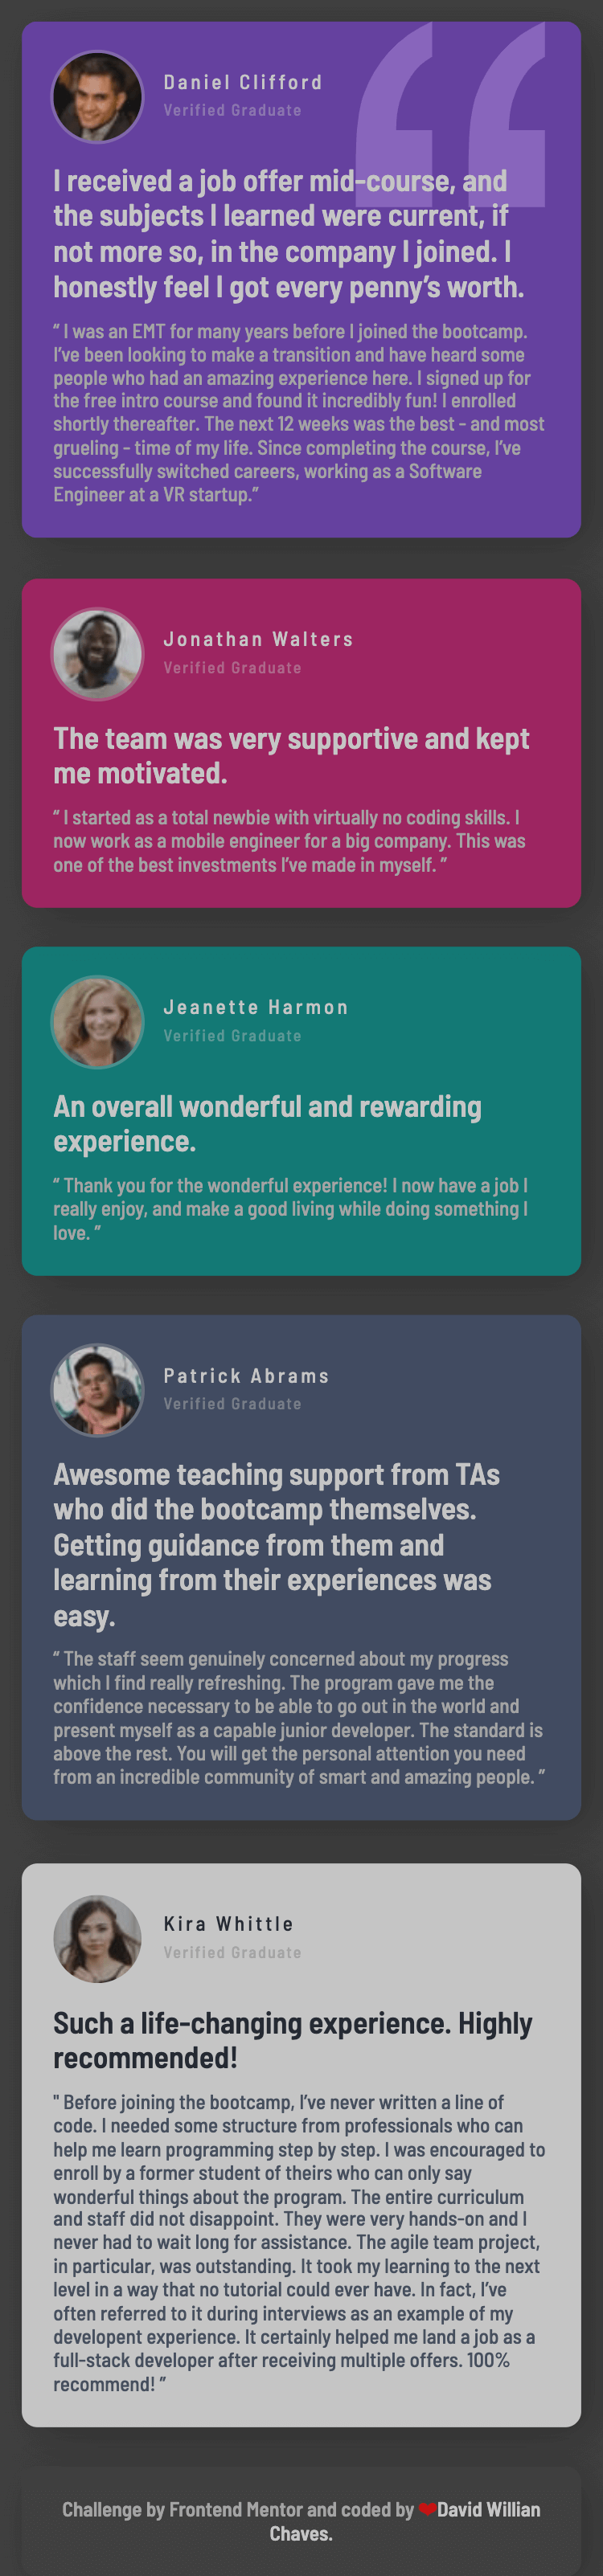 Daniel Clifford
Verified Graduate
I received a job offer mid-course, and
the subjects I learned were current, if
not more so, in the company I joined. I
honestly feel I got every penny’s worth.
“ I was an EMT for many years before I joined the bootcamp.
I’ve been looking to make a transition and have heard some
people who had an amazing experience here. I signed up for
the free intro course and found it incredibly fun! I enrolled
shortly thereafter. The next 12 weeks was the best - and most
grueling - time of my life. Since completing the course, I’ve
successfully switched careers, working as a Software
Engineer at a VR startup.”
Jonathan Walters
Verified Graduate
The team was very supportive and kept
me motivated.
“ I started as a total newbie with virtually no coding skills. I
now work as a mobile engineer for a big company. This was
one of the best investments I’ve made in myself. ”
Jeanette Harmon
Verified Graduate
An overall wonderful and rewarding
experience.
“ Thank you for the wonderful experience! I now have a job I
really enjoy, and make a good living while doing something I
love. ”
Patrick Abrams
Verified Graduate
Awesome teaching support from TAs
who did the bootcamp themselves.
Getting guidance from them and
learning from their experiences was
easy.
“ The staff seem genuinely concerned about my progress
which I find really refreshing. The program gave me the
confidence necessary to be able to go out in the world and
present myself as a capable junior developer. The standard is
above the rest. You will get the personal attention you need
from an incredible community of smart and amazing people. ”
Kira Whittle
Verified Graduate
Such a life-changing experience. Highly
recommended!
" Before joining the bootcamp, I’ve never written a line of
code. I needed some structure from professionals who can
help me learn programming step by step. I was encouraged to
enroll by a former student of theirs who can only say
wonderful things about the program. The entire curriculum
and staff did not disappoint. They were very hands-on and I
never had to wait long for assistance. The agile team project,
in particular, was outstanding. It took my learning to the next
level in a way that no tutorial could ever have. In fact, I’ve
often referred to it during interviews as an example of my
developent experience. It certainly helped me land a job as a
full-stack developer after receiving multiple offers. 100%
recommend! ”
Challenge by Frontend Mentor and coded by ❤David Willian
Chaves.